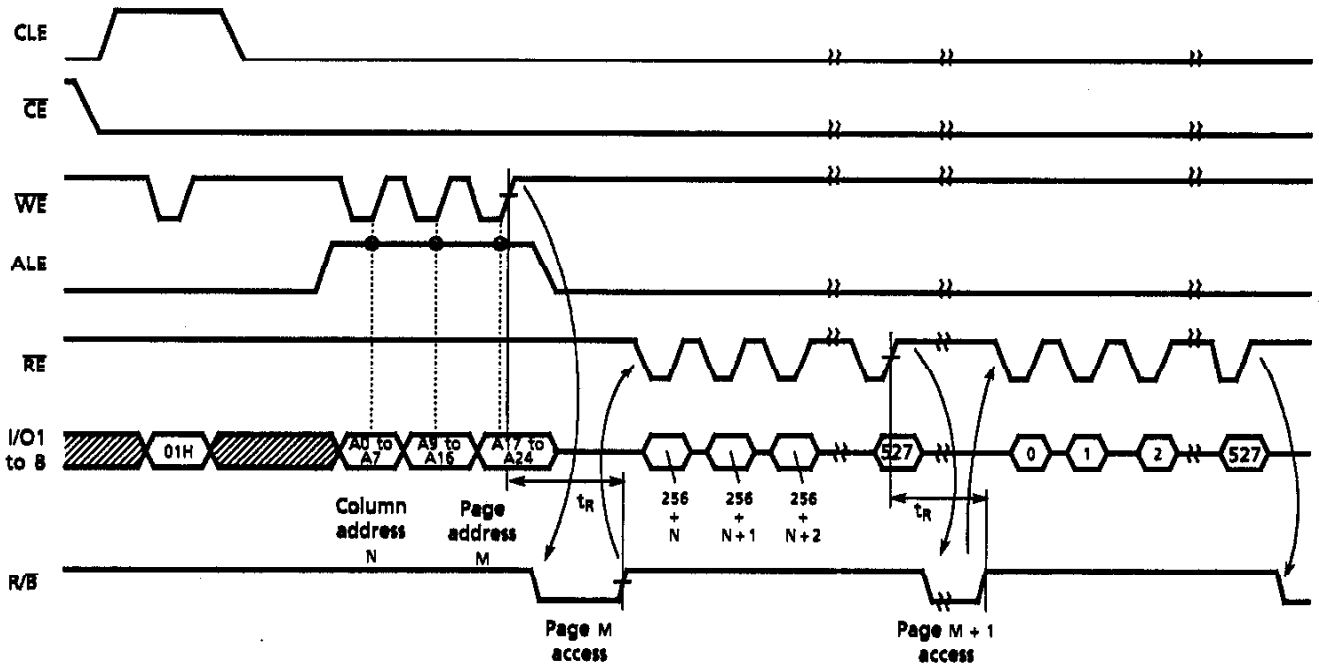 CLE
CE
WE
ALE
RE
I/O1
to 8
01H
A0 to
A7
A9 to
A16
A17 to
A24
527
0
1
2
527
Column
address
N
Page
address
M
tR
256
+
N
256
+
N+1
256
+
N+2
tR
R/B
Page M
access
Page M + 1
access